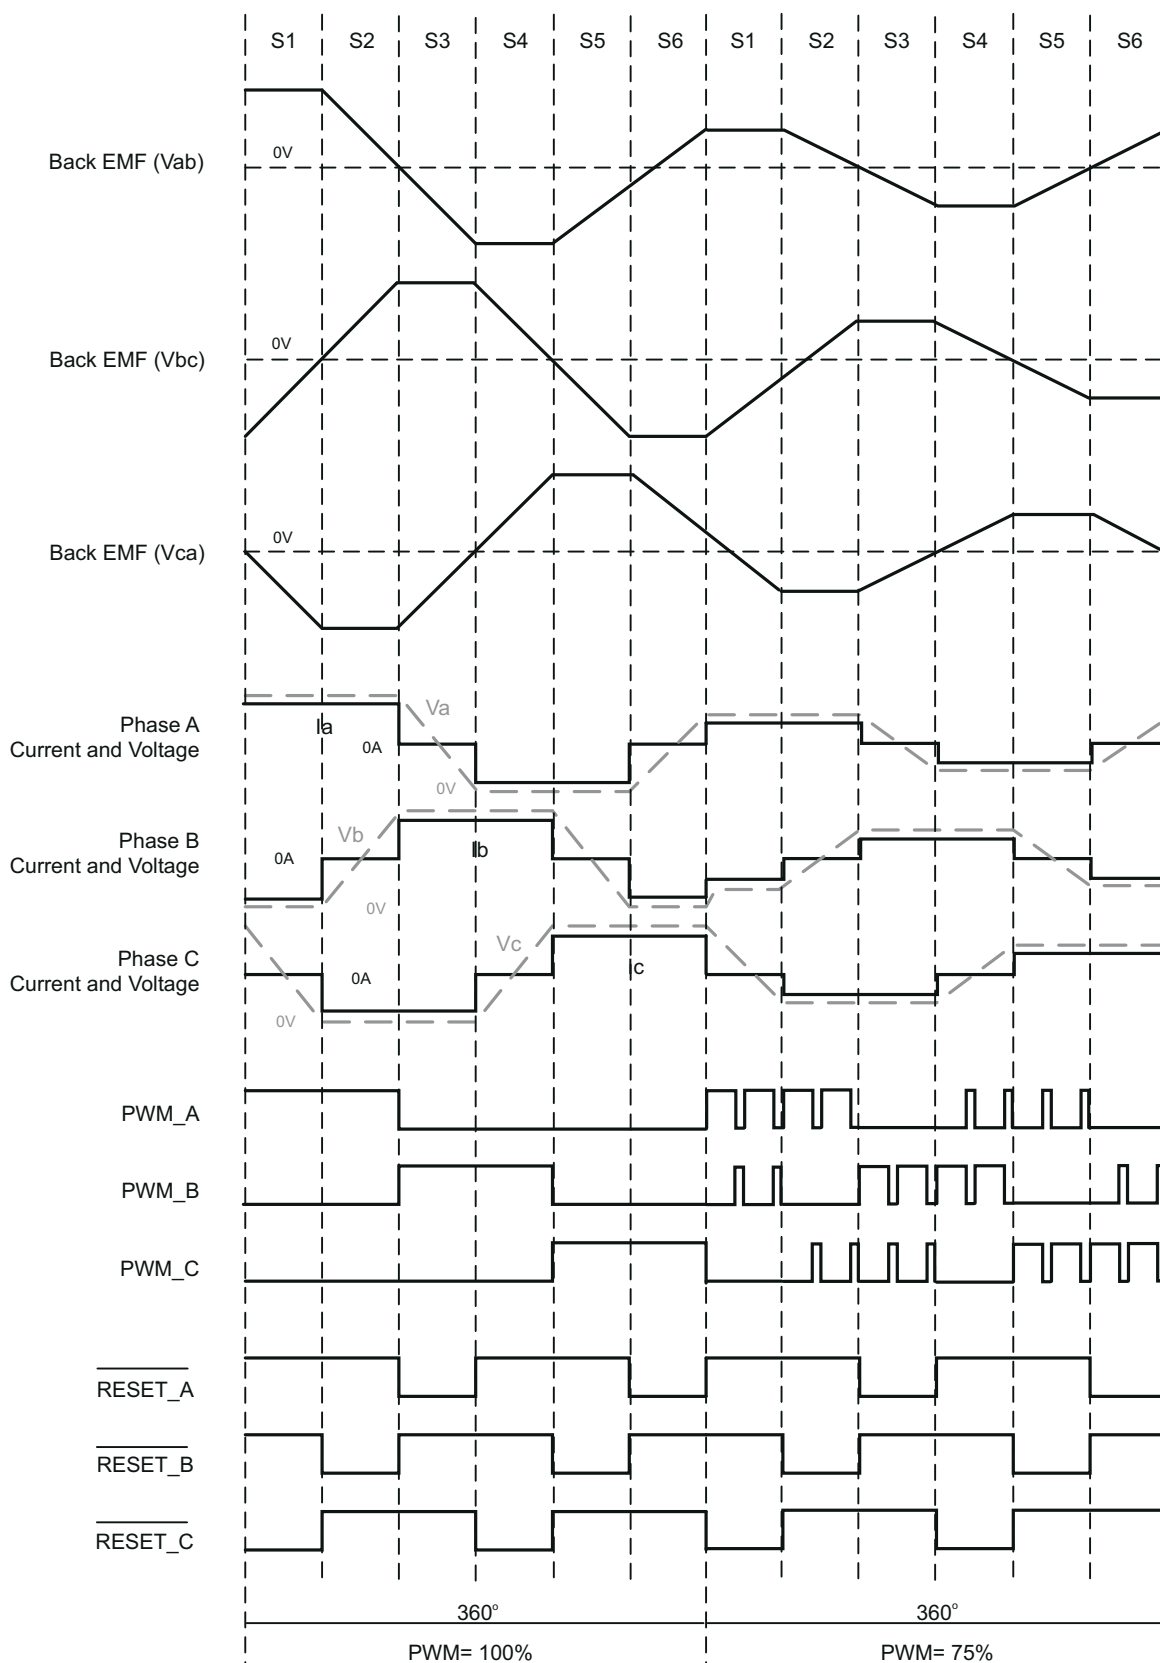 S1 S2 S3 S4 S5 S6 S1 S2 S3 S4 S5 S6
0V
Back EMF (Vab)
0V
Back EMF (Vbc)
0V
Back EMF (Vca)
Va
Phase A
Ia
Current and Voltage
0A
0V
Vb
Phase B
Ib
Current and Voltage
0A
0V
Vc
Phase C
Ic
Current and Voltage
0A
0V
PWM_A
PWM_B
PWM_C
RESET_A
RESET_B
RESET_C
360° 360°
PWM= 100% PWM= 75%